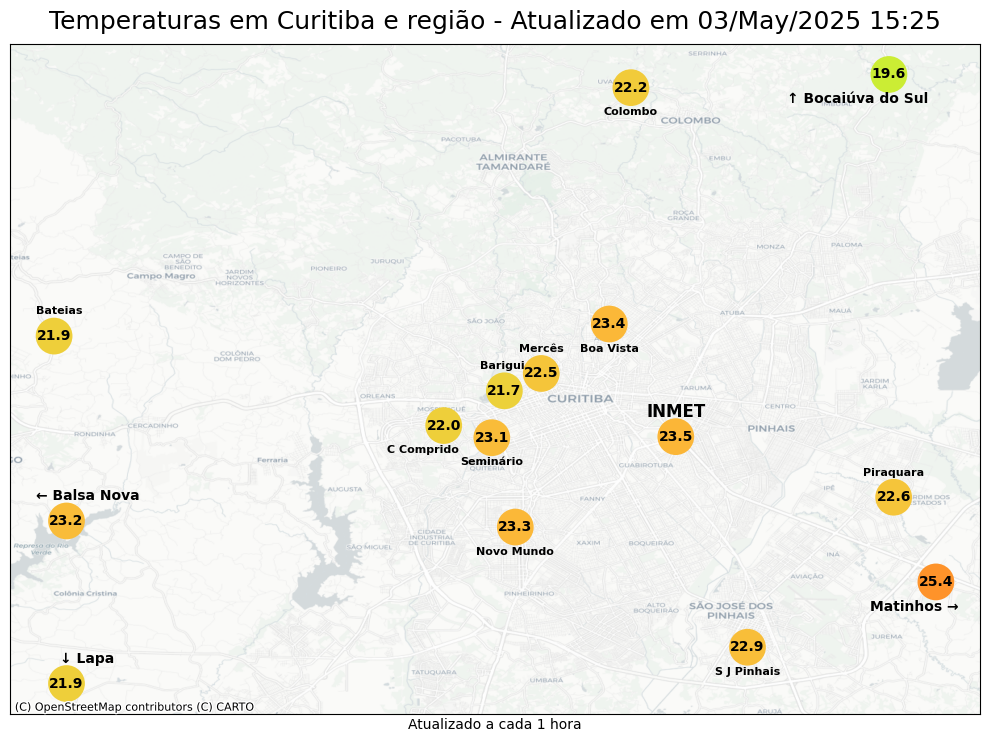 Temperaturas em Curitiba e região - Atualizado em 03/May/2025 15:25
SERRINHA
19.6
↑ Bocaiúva do Sul
22.2
Colombo
COLOMBO
PACOTUBA
ALMIRANTE
TAMANDARÉ
EMBU
ROÇA
GRANDE
MONZA
PALOMA
CAMPO DE
SÃO
BENEDITO
Campo Magro
JARDIM
NOVOS
HORIZONTES
PIONEIRO
JURUQUI
Bateias
21.9
SÃO JOÃO
23.4
Boa Vista
ATUBA
MAUÁ
COLÔNIA
DOM PEDRO
Mercês
22.5
Barigui
21.7
ORLEANS
CURITIBA
TARUMÃ
JARDIM
KARLA
CENTRO
PINHAIS
INMET
23.5
22.0
C Comprido
23.1
Seminário
QUITÉRIA
GUABIROTUBA
CERCADINHO
RONDINHA
Ferraria
Piraquara
22.6
IPÊ
AUGUSTA
FANNY
← Balsa Nova
23.2
23.3
Novo Mundo
CIDADE
INDUSTRIAL
DE CURITIBA
SÃO MIGUEL
XAXIM
BOQUEIRÃO
INÁ
AVIAÇÃO
25.4
Matinhos →
Colônia Cristina
PINHEIRINHO
ALTO
BOQUEIRÃO
SÃO JOSÉ DOS
PINHAIS
JUREMA
22.9
S J Pinhais
↓ Lapa
21.9
TATUQUARA
UMBARÁ
(C) OpenStreetMap contributors (C) CARTO
Atualizado a cada 1 hora